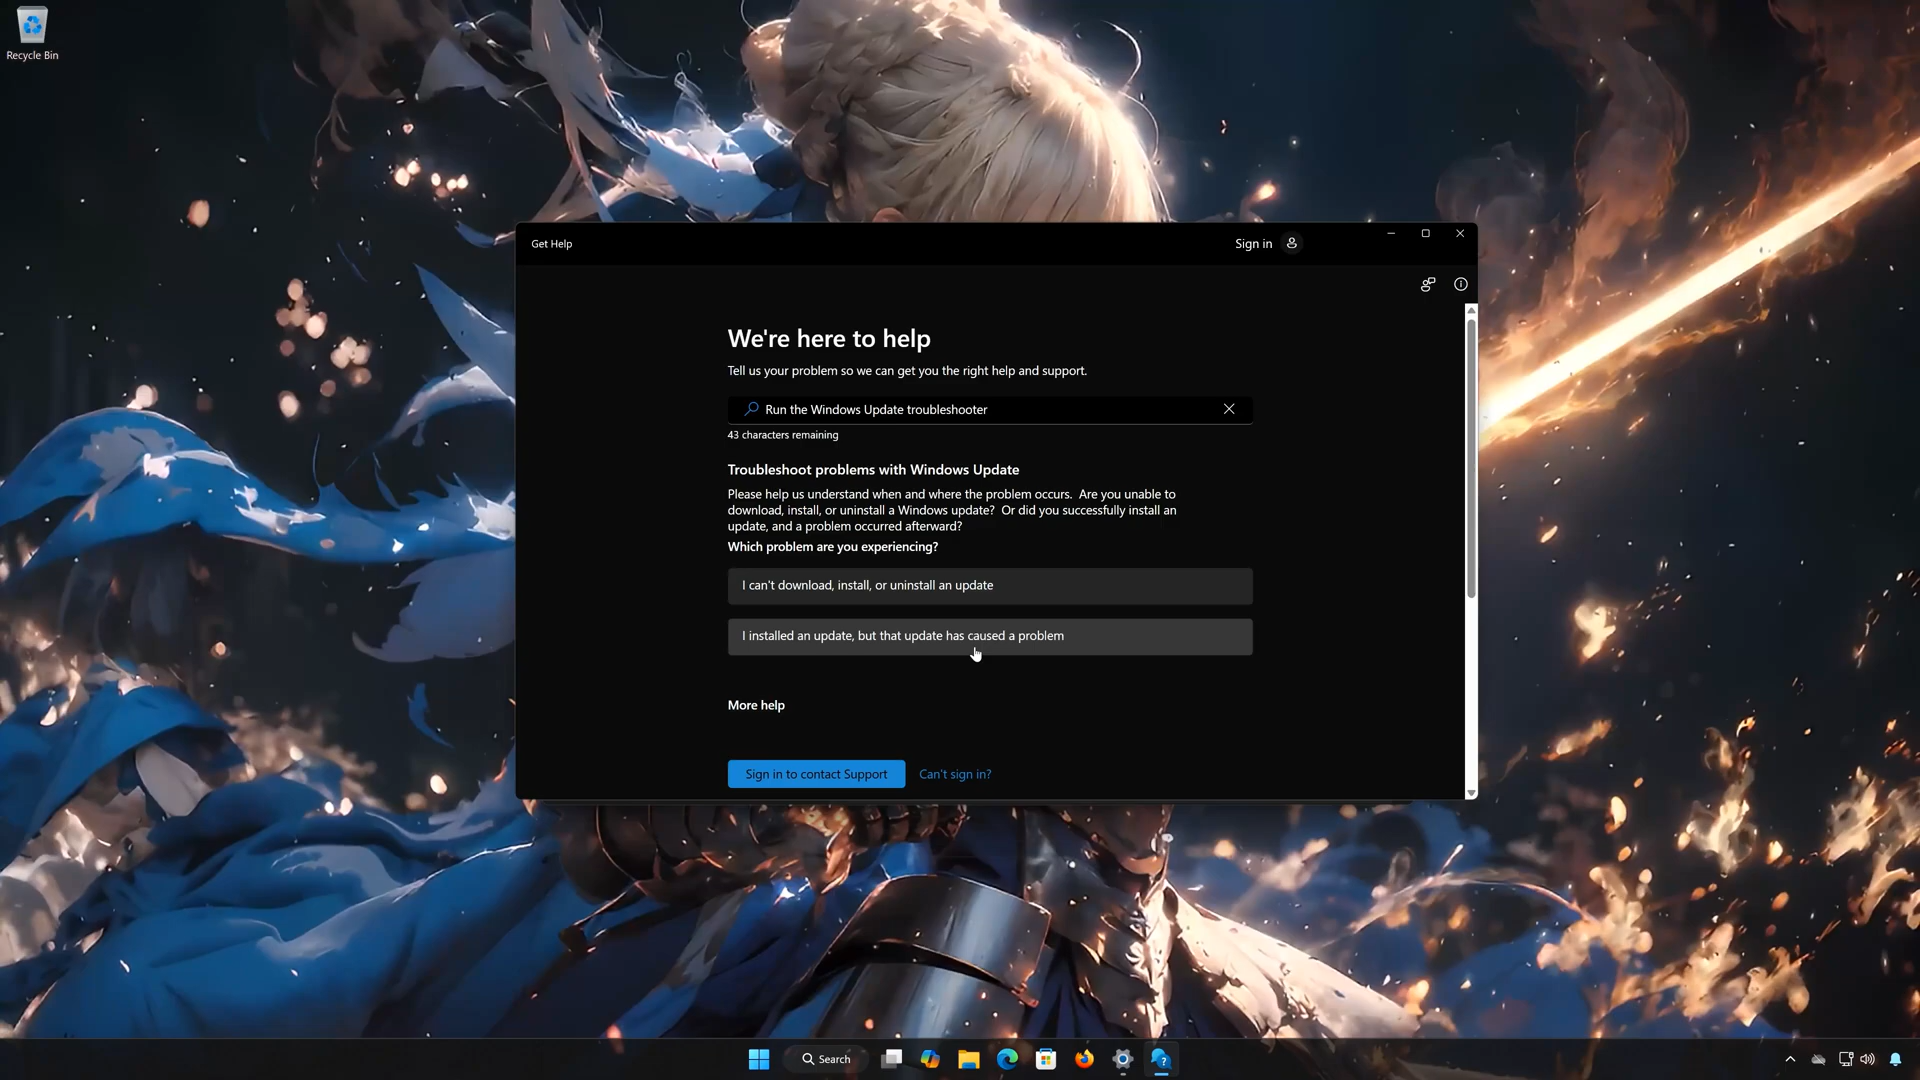 Recycle Bin
Get Help
Sign in
We're here to help
Tell us your problem so we can get you the right help and support.
Run the Windows Update troubleshooter
43 characters remaining
Troubleshoot problems with Windows Update
Please help us understand when and where the problem occurs.  Are you unable to
download, install, or uninstall a Windows update?  Or did you successfully install an
update, and a problem occurred afterward?
Which problem are you experiencing?
I can't download, install, or uninstall an update
I installed an update, but that update has caused a problem
More help
Sign in to contact Support
Can't sign in?
Search